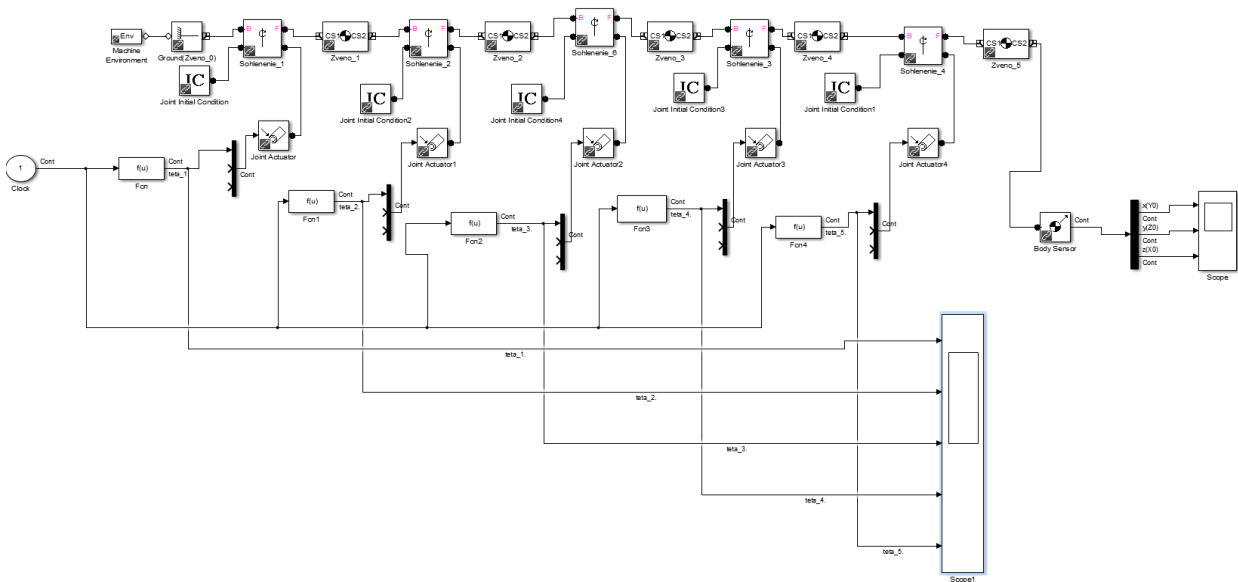 Env
Machine
Environment
Ground(Zveno_0)
B
F
Sohlenenie_1
IC
Joint Initial Condition
Joint Actuator
CS1
CS2
Zveno_1
B
F
Sohlenenie_2
IC
Joint Initial Condition2
Joint Actuator1
CS1
CS2
Zveno_2
B
F
Sohlenenie_6
IC
Joint Initial Condition4
Joint Actuator2
CS1
CS2
Zveno_3
B
F
Sohlenenie_3
IC
Joint Initial Condition3
Joint Actuator3
CS1
CS2
Zveno_4
B
F
Sohlenenie_4
IC
Joint Initial Condition1
Joint Actuator4
CS1
CS2
Zveno_5
1
Clock
Cont
f(u)
Fcn
Cont
teta_1
Cont
f(u)
Fcn1
Cont
teta_2.
Cont
f(u)
Fcn2
Cont
teta_3.
Cont
f(u)
Fcn3
Cont
teta_4.
Cont
f(u)
Fcn4
Cont
teta_5.
Cont
Body Sensor
Cont
x(Y0)
Cont
y(Z0)
Cont
z(X0)
Cont
Scope
teta_1.
teta_2.
teta_3.
teta_4.
teta_5.
Scope1